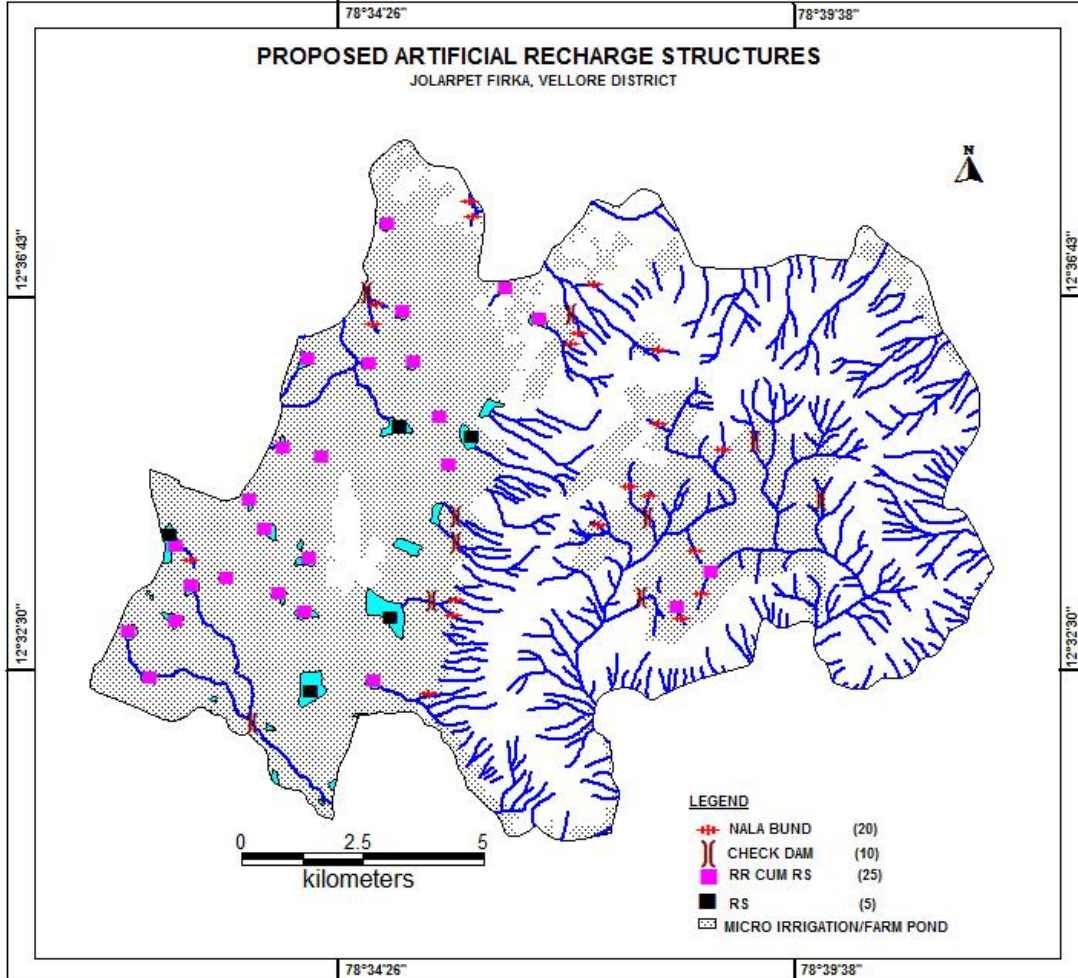 78°34'26"
78°39'38"
PROPOSED ARTIFICIAL RECHARGE STRUCTURES
JOLARPET FIRKA, VELLORE DISTRICT
N
12°36'43"
12°36'43"
12°32'30"
12°32'30"
LEGEND
NALA BUND (20)
CHECK DAM (10)
RR CUM RS (25)
RS (5)
MICRO IRRIGATION/FARM POND
0 2.5 5
kilometers
78°34'26"
78°39'38"